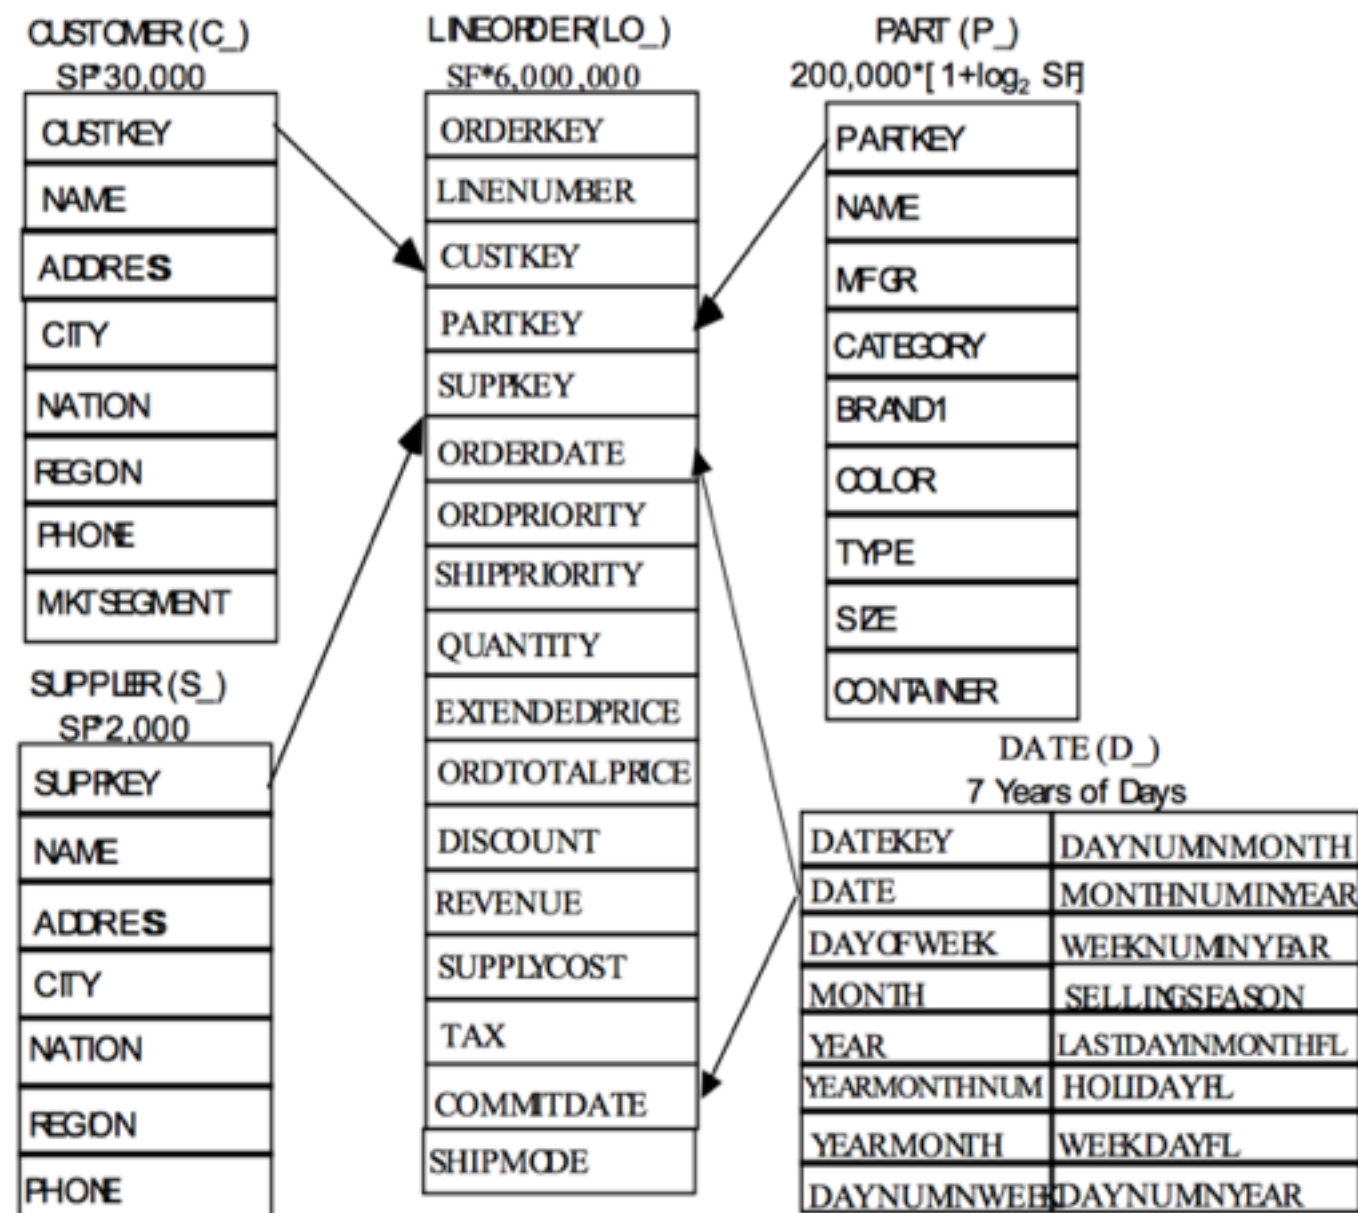 CUSTOMER (C_)
SF*30,000
CUSTKEY
NAME
ADDRESS
CITY
NATION
REGION
PHONE
MKTSEGMENT
SUPPLIER (S_)
SF*2,000
SUPPKEY
NAME
ADDRESS
CITY
NATION
REGION
PHONE
LINEORDER(LO_)
SF*6,000,000
ORDERKEY
LINENUMBER
CUSTKEY
PARTKEY
SUPPKEY
ORDERDATE
ORDPRIORITY
SHIPPRIORITY
QUANTITY
EXTENDEDPRICE
ORDTOTALPRICE
DISCOUNT
REVENUE
SUPPLYCOST
TAX
COMMITDATE
SHIPMODE
PART (P_)
200,000*[ 1+log₂ SF]
PARTKEY
NAME
MFGR
CATEGORY
BRAND1
COLOR
TYPE
SIZE
CONTAINER
DATE (D_)
7 Years of Days
DATEKEY DAYNUMNMONTH
DATE MONTHNUMINYEAR
DAYOFWEEK WEEKNUMINYEAR
MONTH SELLINGSEASON
YEAR LASTDAYINMONTHFL
YEARMONTHNUM HOLIDAYFL
YEARMONTH WEEKDAYFL
DAYNUMNWEEK DAYNUMNYEAR